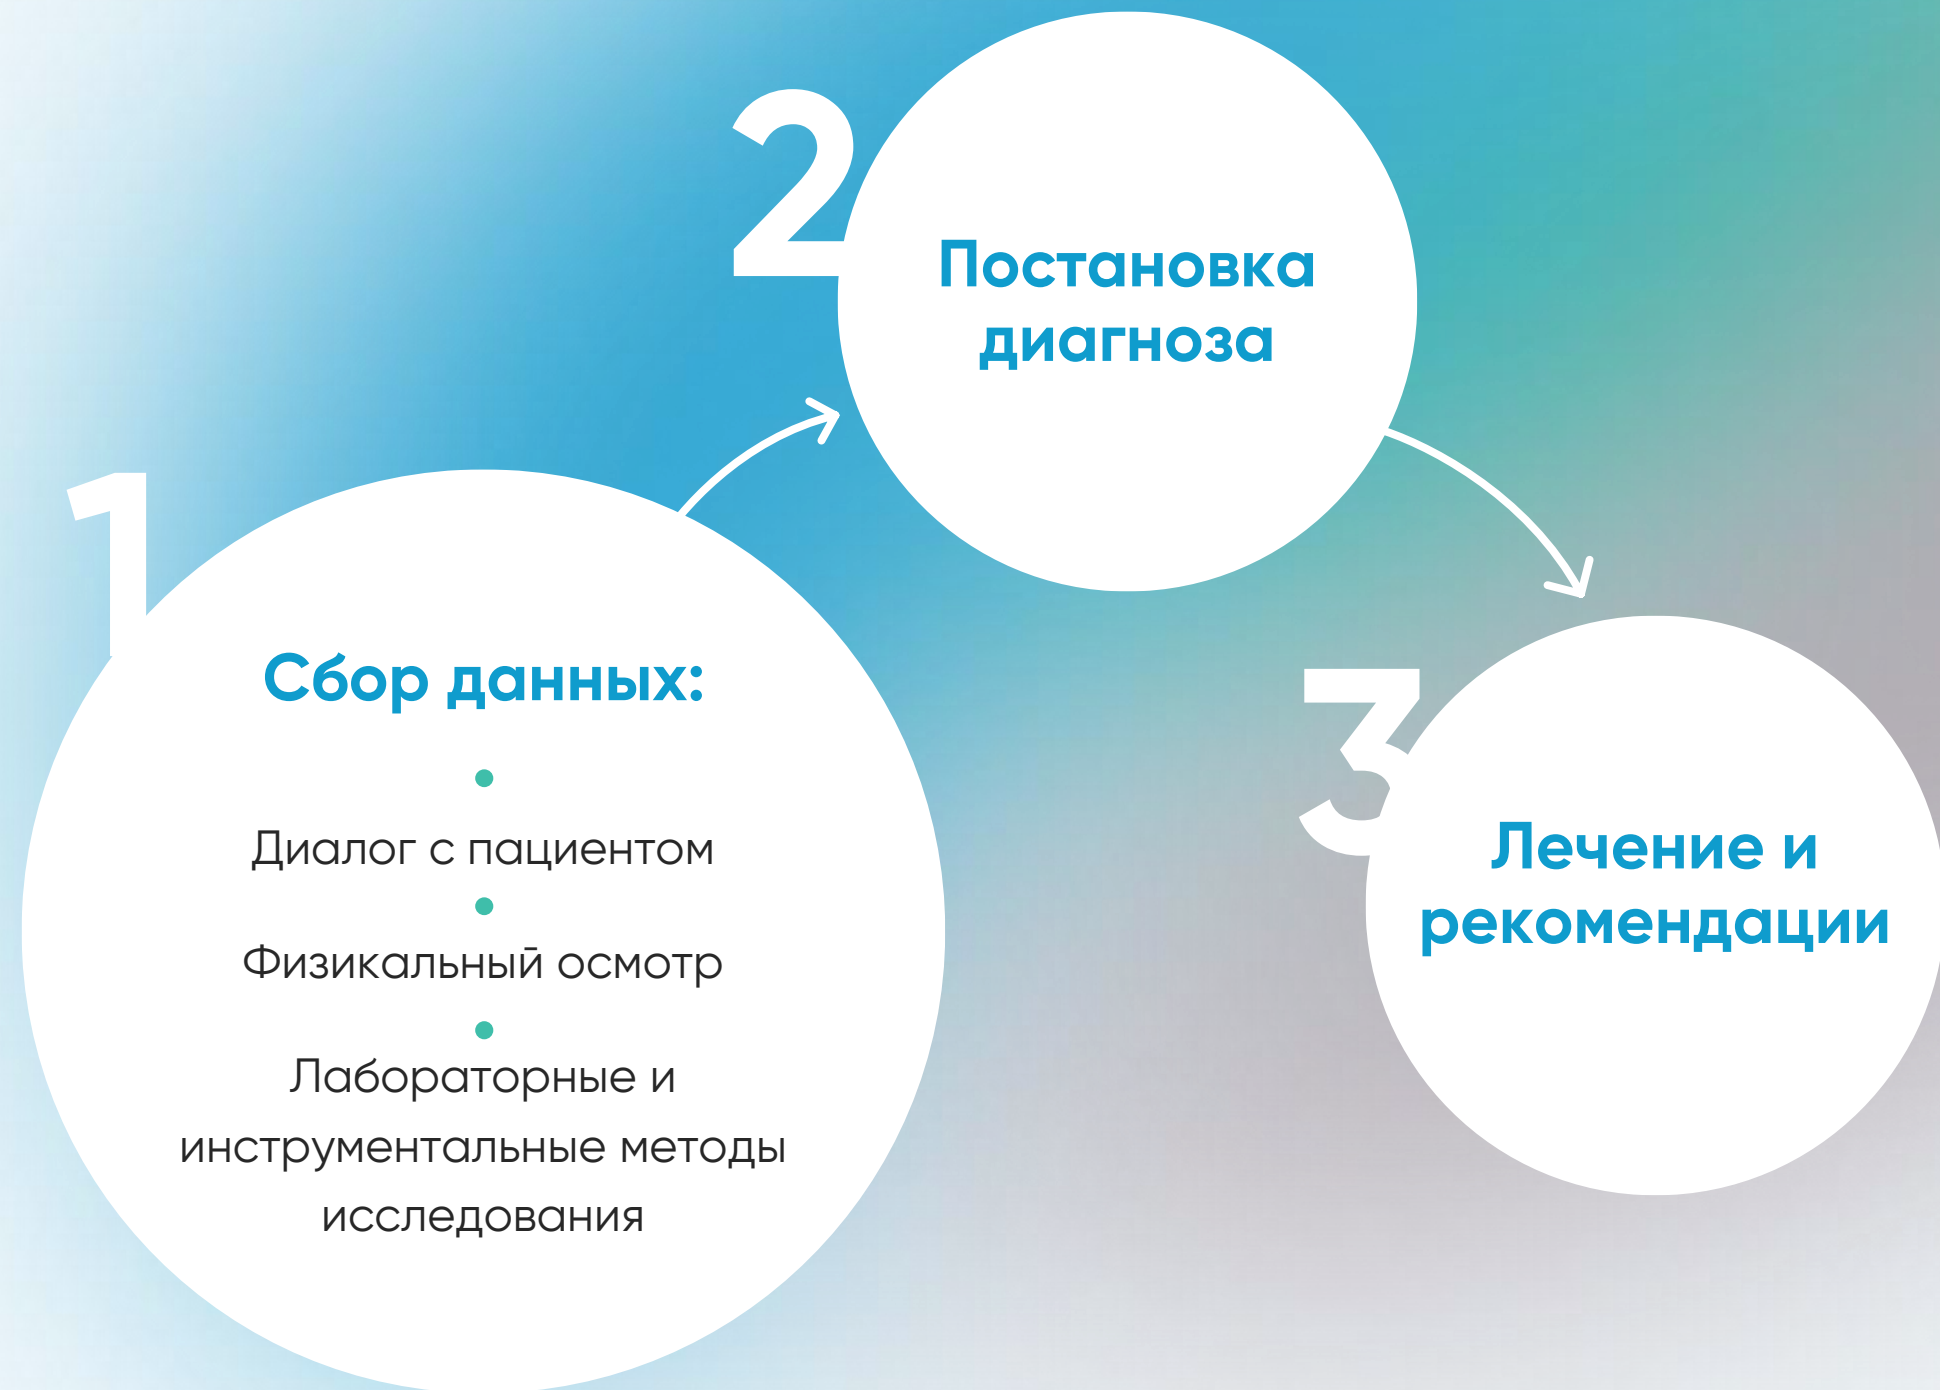 1
Сбор данных:
Диалог с пациентом
Физикальный осмотр
Лабораторные и
инструментальные методы
исследования
2
Постановка
диагноза
3
Лечение и
рекомендации